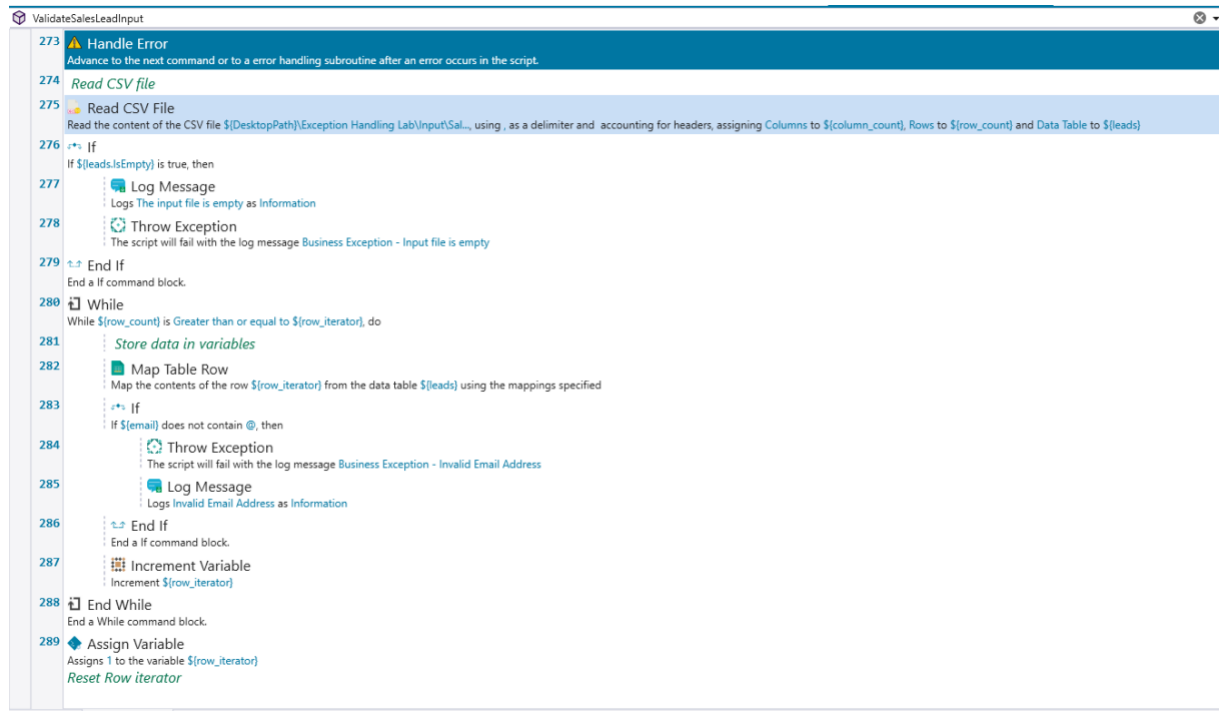 ValidateSalesLeadInput
273 Handle Error
Advance to the next command or to a error handling subroutine after an error occurs in the script.
274 Read CSV file
275 Read CSV File
Read the content of the CSV file ${DesktopPath}\Exception Handling Lab\Input\Sal..., using , as a delimiter and accounting for headers, assigning Columns to ${column_count}, Rows to ${row_count} and Data Table to ${leads}
276 If
If ${leads.IsEmpty} is true, then
277 Log Message
Logs The input file is empty as Information
278 Throw Exception
The script will fail with the log message Business Exception - Input file is empty
279 End If
End a If command block.
280 While
While ${row_count} is Greater than or equal to ${row_iterator}, do
281 Store data in variables
282 Map Table Row
Map the contents of the row ${row_iterator} from the data table ${leads} using the mappings specified
283 If
If ${email} does not contain @, then
284 Throw Exception
The script will fail with the log message Business Exception - Invalid Email Address
285 Log Message
Logs Invalid Email Address as Information
286 End If
End a If command block.
287 Increment Variable
Increment ${row_iterator}
288 End While
End a While command block.
289 Assign Variable
Assigns 1 to the variable ${row_iterator}
Reset Row iterator